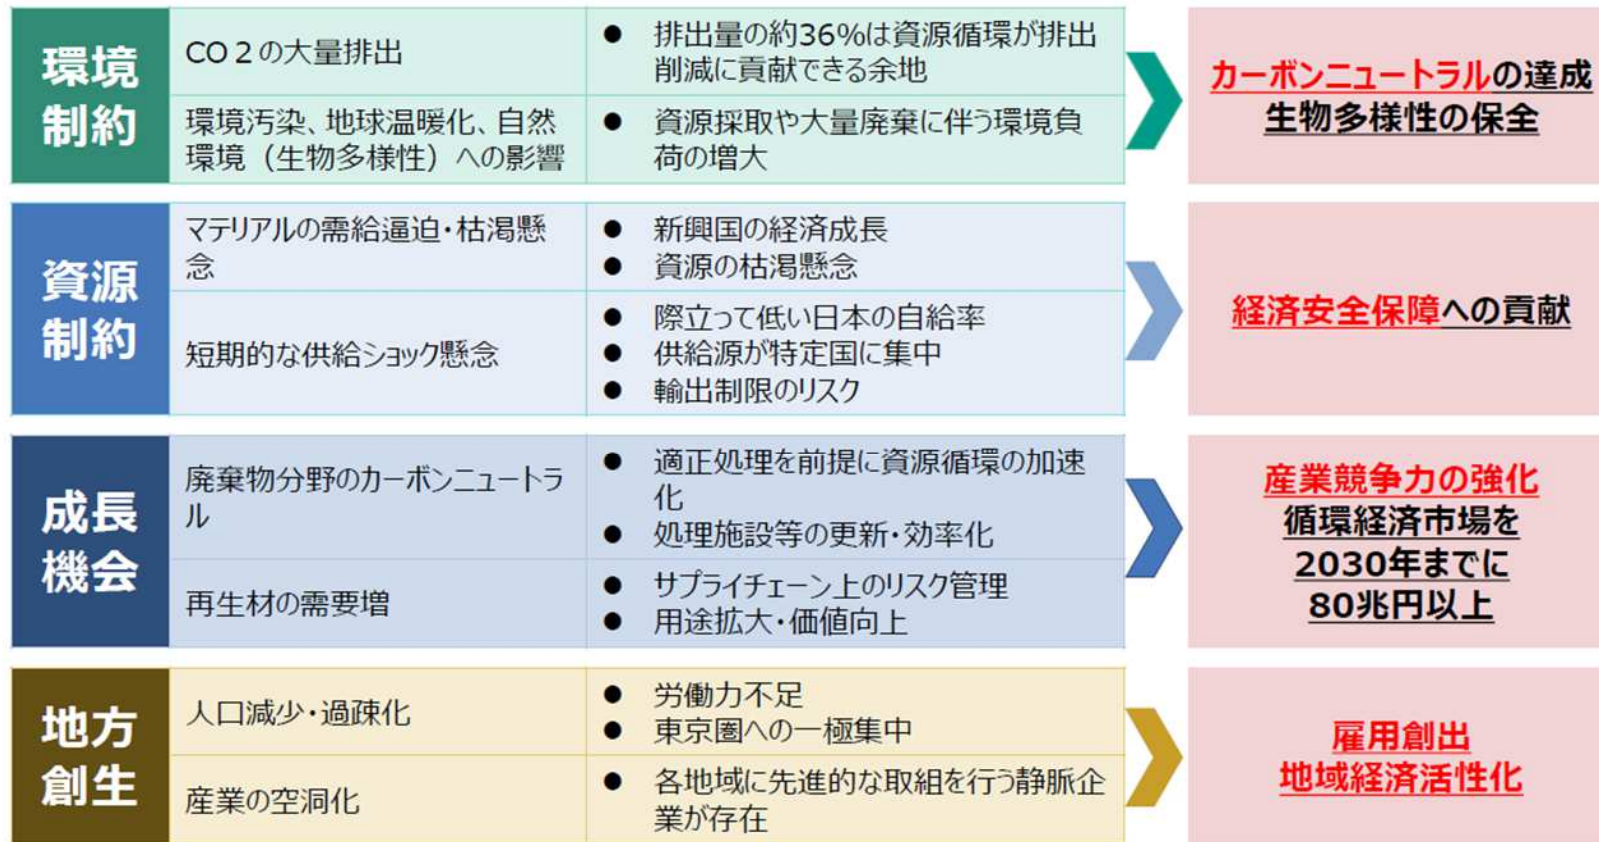 環境
制約
CO２の大量排出
● 排出量の約36%は資源循環が排出
削減に貢献できる余地
環境汚染、地球温暖化、自然
環境（生物多様性）への影響
● 資源採取や大量廃棄に伴う環境負
荷の増大
カーボンニュートラルの達成
生物多様性の保全
資源
制約
マテリアルの需給逼迫・枯渇懸
念
● 新興国の経済成長
● 資源の枯渇懸念
短期的な供給ショック懸念
● 際立って低い日本の自給率
● 供給源が特定国に集中
● 輸出制限のリスク
経済安全保障への貢献
成長
機会
廃棄物分野のカーボンニュートラ
ル
● 適正処理を前提に資源循環の加速
化
● 処理施設等の更新・効率化
再生材の需要増
● サプライチェーン上のリスク管理
● 用途拡大・価値向上
産業競争力の強化
循環経済市場を
2030年までに
80兆円以上
地方
創生
人口減少・過疎化
● 労働力不足
● 東京圏への一極集中
産業の空洞化
● 各地域に先進的な取組を行う静脈企
業が存在
雇用創出
地域経済活性化